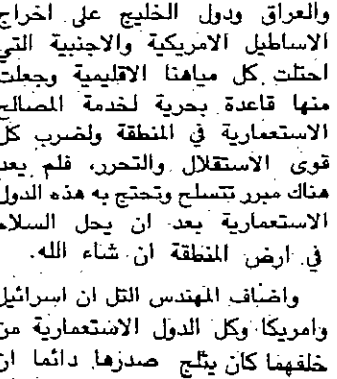 والعراق ودول الخليج على اخراج
الاساطيل الامريكية والاجنبية التي
احتلت كل مياهنا الاقليمية وجعلت
منها قاعدة بحرية لخدمة المصالح
الاستعمارية في المنطقة ولضرب كل
قوى الاستقلال والتحرر، فلم يعد
هناك مبرر تتسلح وتحتج به هذه الدول
الاستعمارية بعد ان يحل السلام
في ارض المنطقة ان شاء الله.
واضاف المهندس التل ان اسرائيل
وامريكا وكل الدول الاستعمارية من
خلفهما كان يثلج صدرها دائما ان